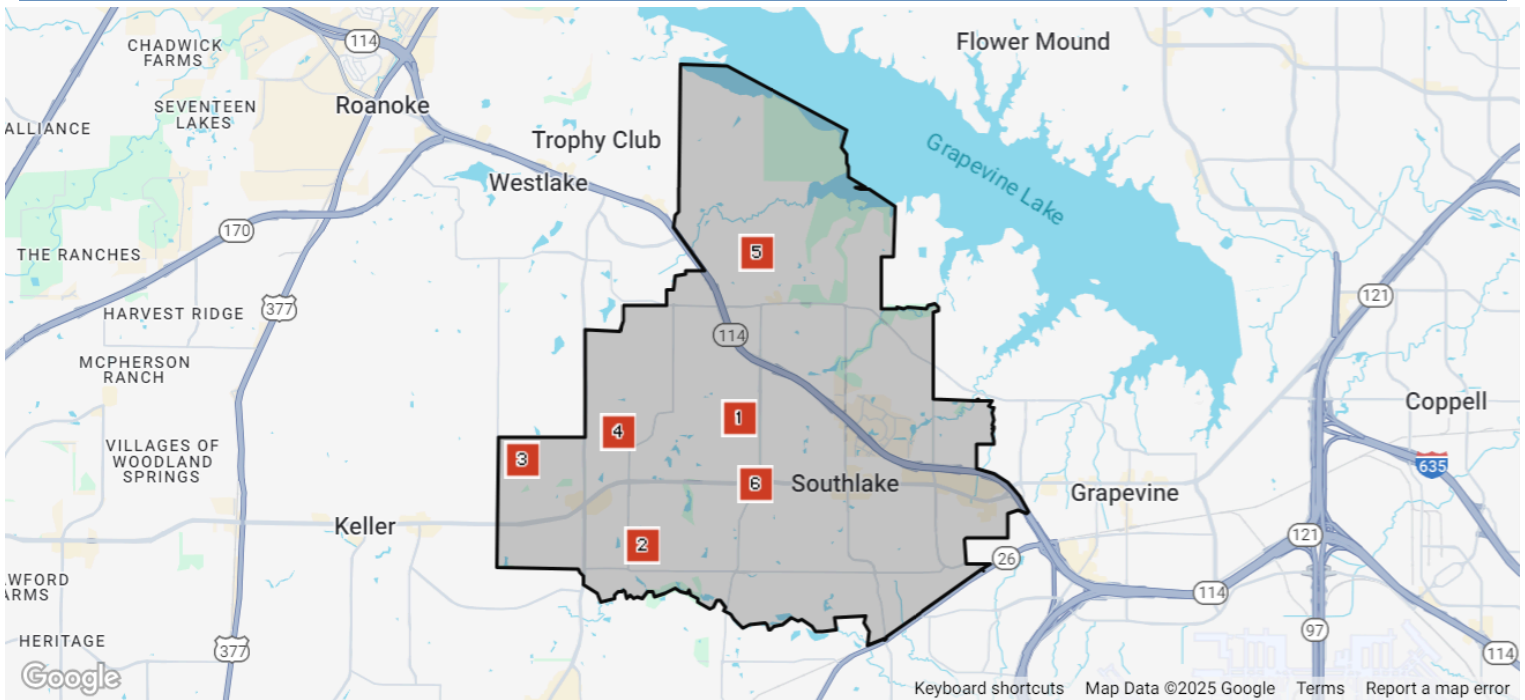 Flower Mound
CHADWICK
FARMS
114
SEVENTEEN
LAKES
Roanoke
ALLIANCE
Trophy Club
Westlake
Grapevine Lake
170
THE RANCHES
5
121
377
HARVEST RIDGE
114
MCPHERSON
RANCH
Coppell
1
4
3
VILLAGES OF
WOODLAND
SPRINGS
635
6
Southlake
Grapevine
Keller
121
2
26
AWFORD
ARMS
114
97
HERITAGE
377
114
Google
Keyboard shortcuts Map Data ©2025 Google Terms Report a map error